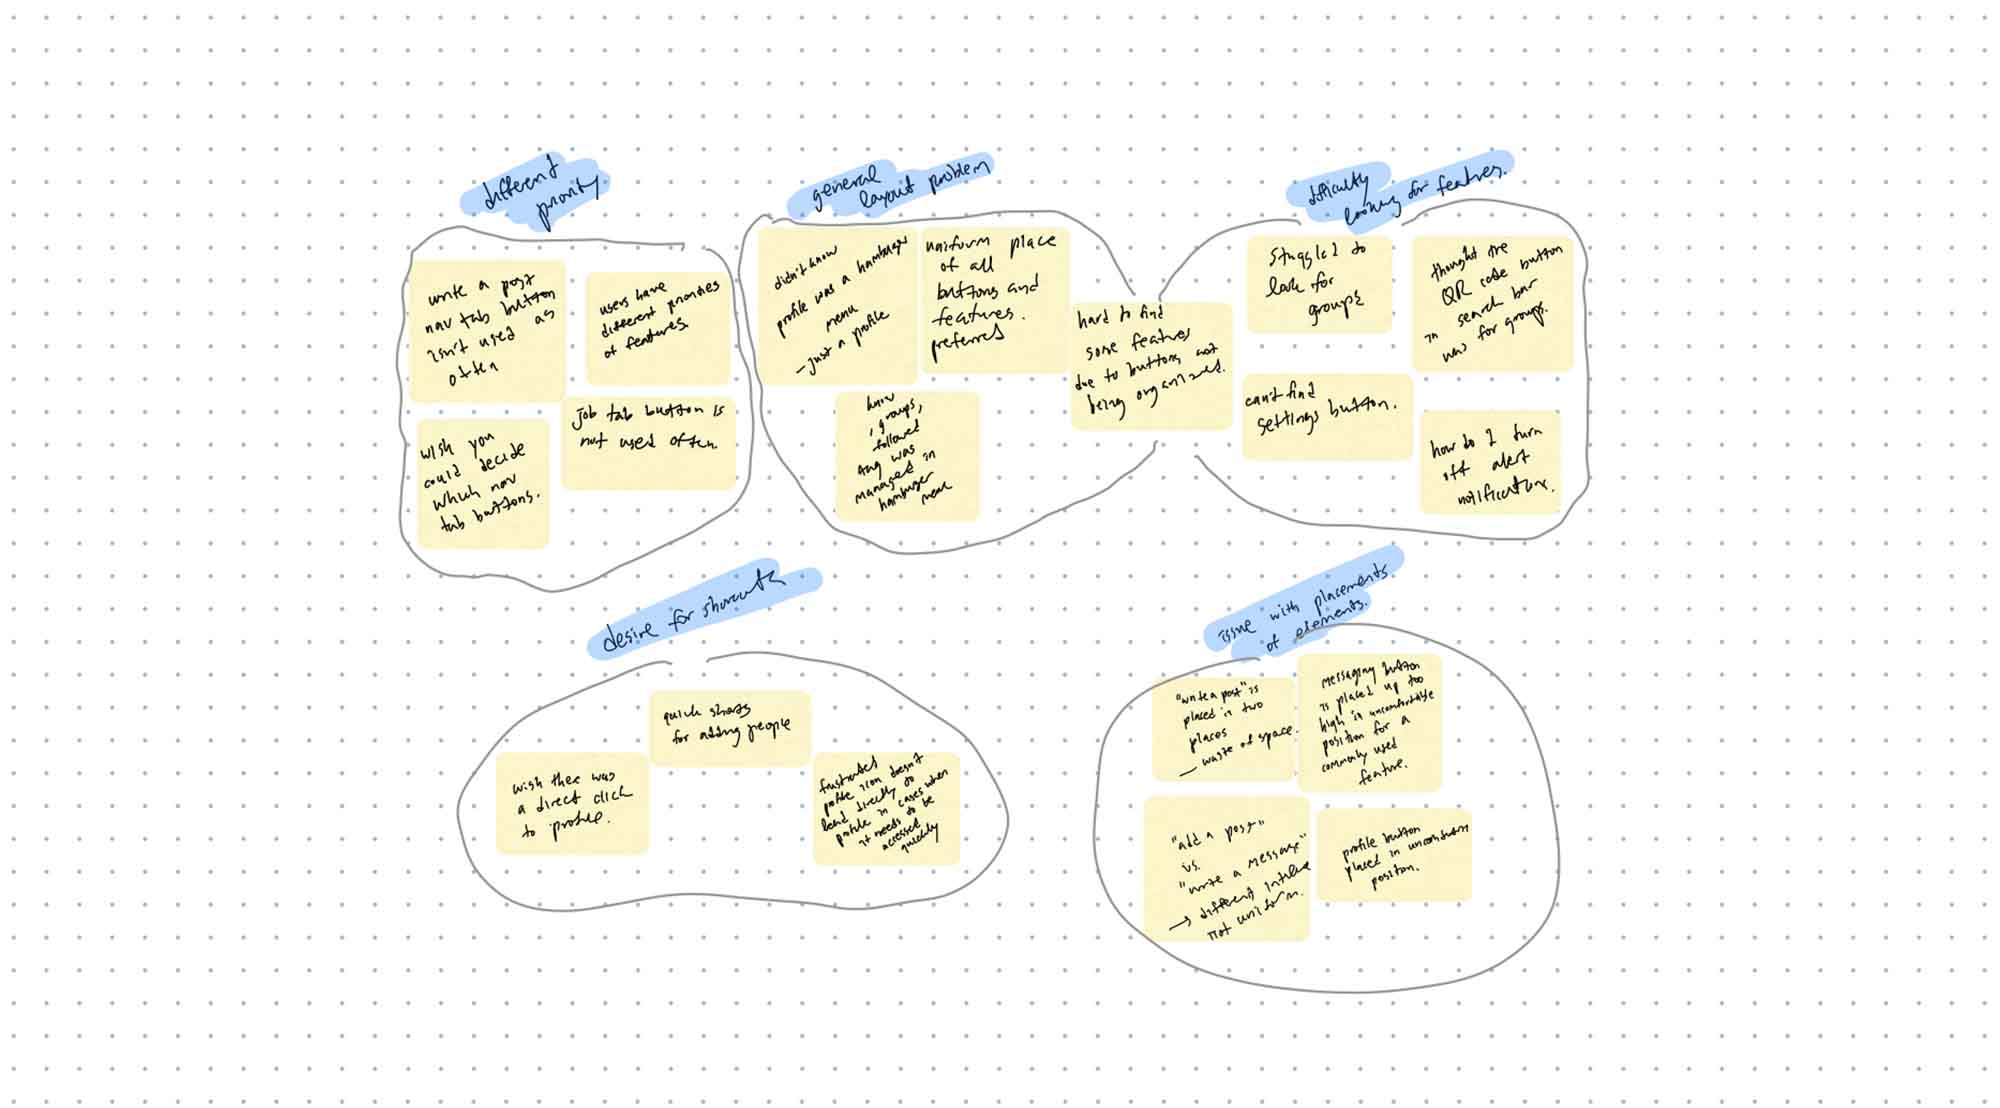 different
priority
write a post
nav tab button
isn't used as
often
users have
different priorities
of features.
wish you
could decide
which nav
tab buttons.
job tab button is
not used often.
general
layout problem
didn't know
profile was a hamburger
menu
- just a profile
uniform place
of all
buttons and
features.
preferred
groups,
followed
was
managed in
hamburger
menu
hard to find
some features
due to buttons not
being organized.
difficulty
looking for features.
struggled to
look for
groups
thought the
QR code button
in search bar
was for groups.
can't find
settings button.
how do I turn
off alert
notifications.
desire for shortcuts
quick
for adding people
wish there was
a direct click
to profile.
frustrated
profile icon doesn't
lead directly to
profile in cases when
it needs to be
accessed
quickly
issue with placements
of elements.
"write a post" is
placed in two
places
— waste of space.
messaging button
is placed up too
high in uncomfortable
position for a
commonly used
feature.
"add a post"
vs.
"write a message"
→ different
not uniform.
profile button
placed in
position.